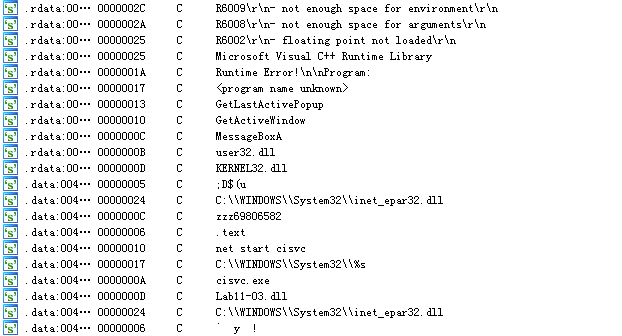 .rdata:00… 0000002C C R6009\r\n- not enough space for environment\r\n
.rdata:00… 0000002A C R6008\r\n- not enough space for arguments\r\n
.rdata:00… 00000025 C R6002\r\n- floating point not loaded\r\n
.rdata:00… 00000025 C Microsoft Visual C++ Runtime Library
.rdata:00… 0000001A C Runtime Error!\n\nProgram:
.rdata:00… 00000017 C <program name unknown>
.rdata:00… 00000013 C GetLastActivePopup
.rdata:00… 00000010 C GetActiveWindow
.rdata:00… 0000000C C MessageBoxA
.rdata:00… 0000000B C user32.dll
.rdata:00… 0000000D C KERNEL32.dll
.data:004… 00000005 C ;D$(u
.data:004… 00000024 C C:\\WINDOWS\\System32\\inet_epar32.dll
.data:004… 0000000C C zzz69806582
.data:004… 00000006 C .text
.data:004… 00000010 C net start cisvc
.data:004… 00000017 C C:\\WINDOWS\\System32\\%s
.data:004… 0000000A C cisvc.exe
.data:004… 0000000D C Lab11-03.dll
.data:004… 00000024 C C:\\WINDOWS\\System32\\inet_epar32.dll
.data:004… 00000006 C ` y !